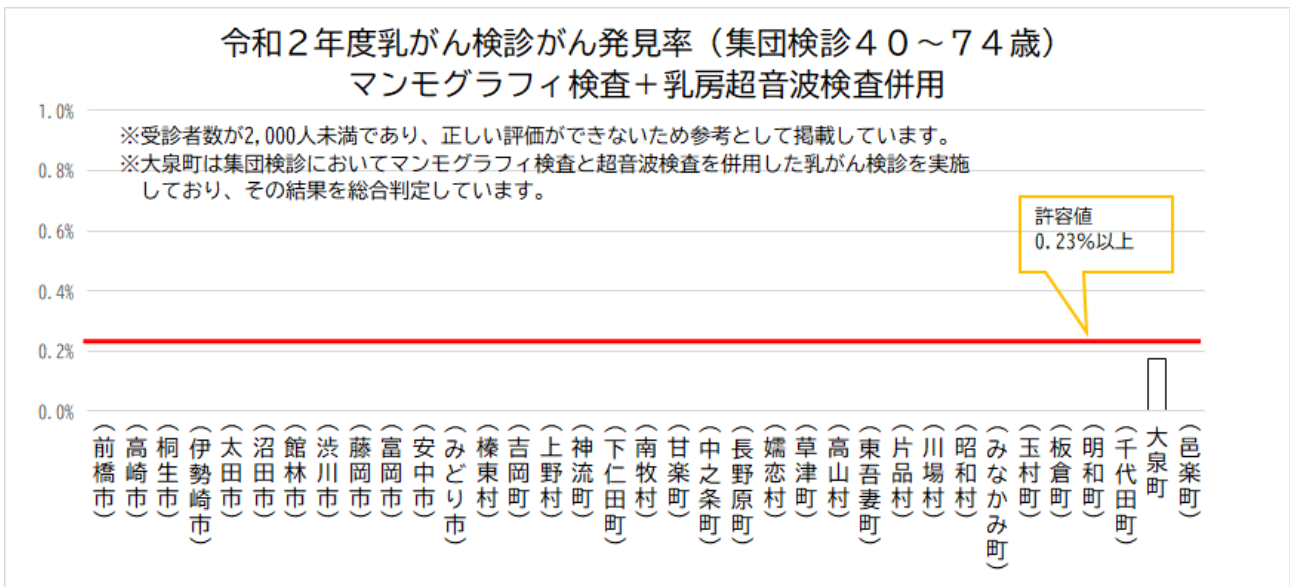 令和２年度乳がん検診がん発見率（集団検診４０～７４歳）
マンモグラフィ検査＋乳房超音波検査併用
※受診者数が2,000人未満であり、正しい評価ができないため参考として掲載しています。
※大泉町は集団検診においてマンモグラフィ検査と超音波検査を併用した乳がん検診を実施
しており、その結果を総合判定しています。
許容値
0.23%以上
1.0%
0.8%
0.6%
0.4%
0.2%
0.0%
（前橋市）
（高崎市）
（桐生市）
（伊勢崎市）
（太田市）
（沼田市）
（館林市）
（渋川市）
（藤岡市）
（富岡市）
（安中市）
（みどり市）
（榛東村）
（吉岡町）
（上野村）
（神流町）
（下仁田町）
（南牧村）
（甘楽町）
（中之条町）
（長野原町）
（嬬恋村）
（草津町）
（高山村）
（東吾妻町）
（片品村）
（川場村）
（昭和村）
（みなかみ町）
（玉村町）
（板倉町）
（明和町）
（千代田町）
大泉町
（邑楽町）